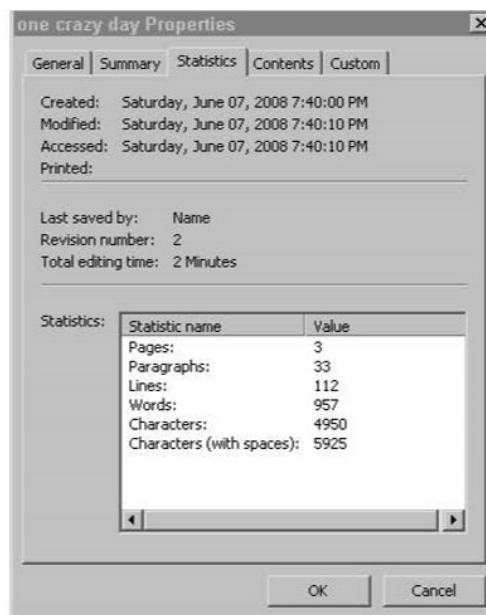 one crazy day Properties
General Summary Statistics Contents Custom
Created: Saturday, June 07, 2008 7:40:00 PM
Modified: Saturday, June 07, 2008 7:40:10 PM
Accessed: Saturday, June 07, 2008 7:40:10 PM
Printed:
Last saved by: Name
Revision number: 2
Total editing time: 2 Minutes
Statistics: Statistic name Value
Pages: 3
Paragraphs: 33
Lines: 112
Words: 957
Characters: 4950
Characters (with spaces): 5925
OK Cancel